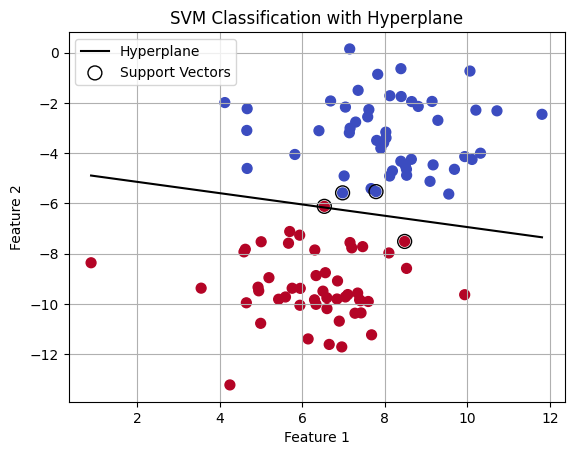 SVM Classification with Hyperplane
Hyperplane
Support Vectors
0
−2
−4
−6
−8
−10
−12
Feature 2
2
4
6
8
10
12
Feature 1